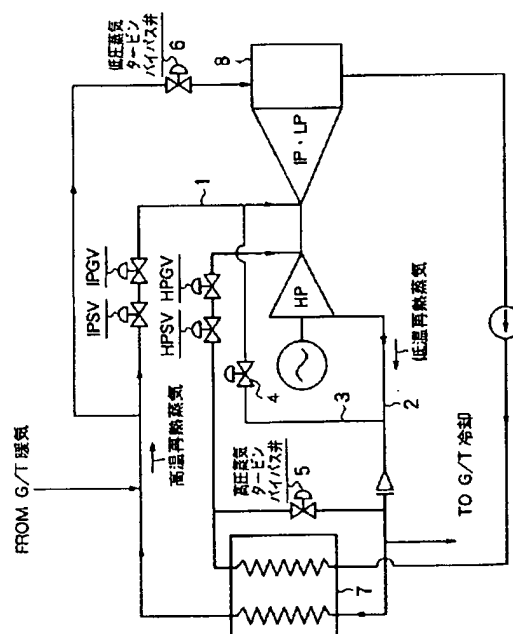 低圧蒸気
タービン
バイパス弁
6
8
IP・LP
1
IPSV
IPGV
HPSV
HPGV
HP
FROM G/T 暖気
高温再熱蒸気
低温再熱蒸気
4
3
2
高圧蒸気
タービン
バイパス弁
5
7
TO G/T 冷却